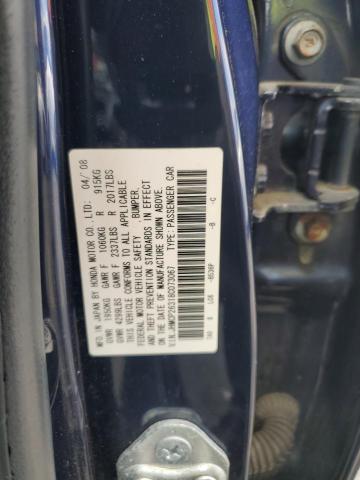 MFD. IN JAPAN BY HONDA MOTOR CO., LTD. 04/ 08
GVWR 1950KG GAWR F 1060KG R 915KG
GVWR 4299LBS GAWR F 2337LBS R 2017LBS
THIS VEHICLE CONFORMS TO ALL APPLICABLE
FEDERAL MOTOR VEHICLE SAFETY , BUMPER,
THEFT PREVENTION STANDARDS IN EFFECT
ON THE DATE OF MANUFACTURE SHOWN ABOVE.
V.I.N. JHMCP26318C073067 TYPE: PASSENGER CAR
-B -C